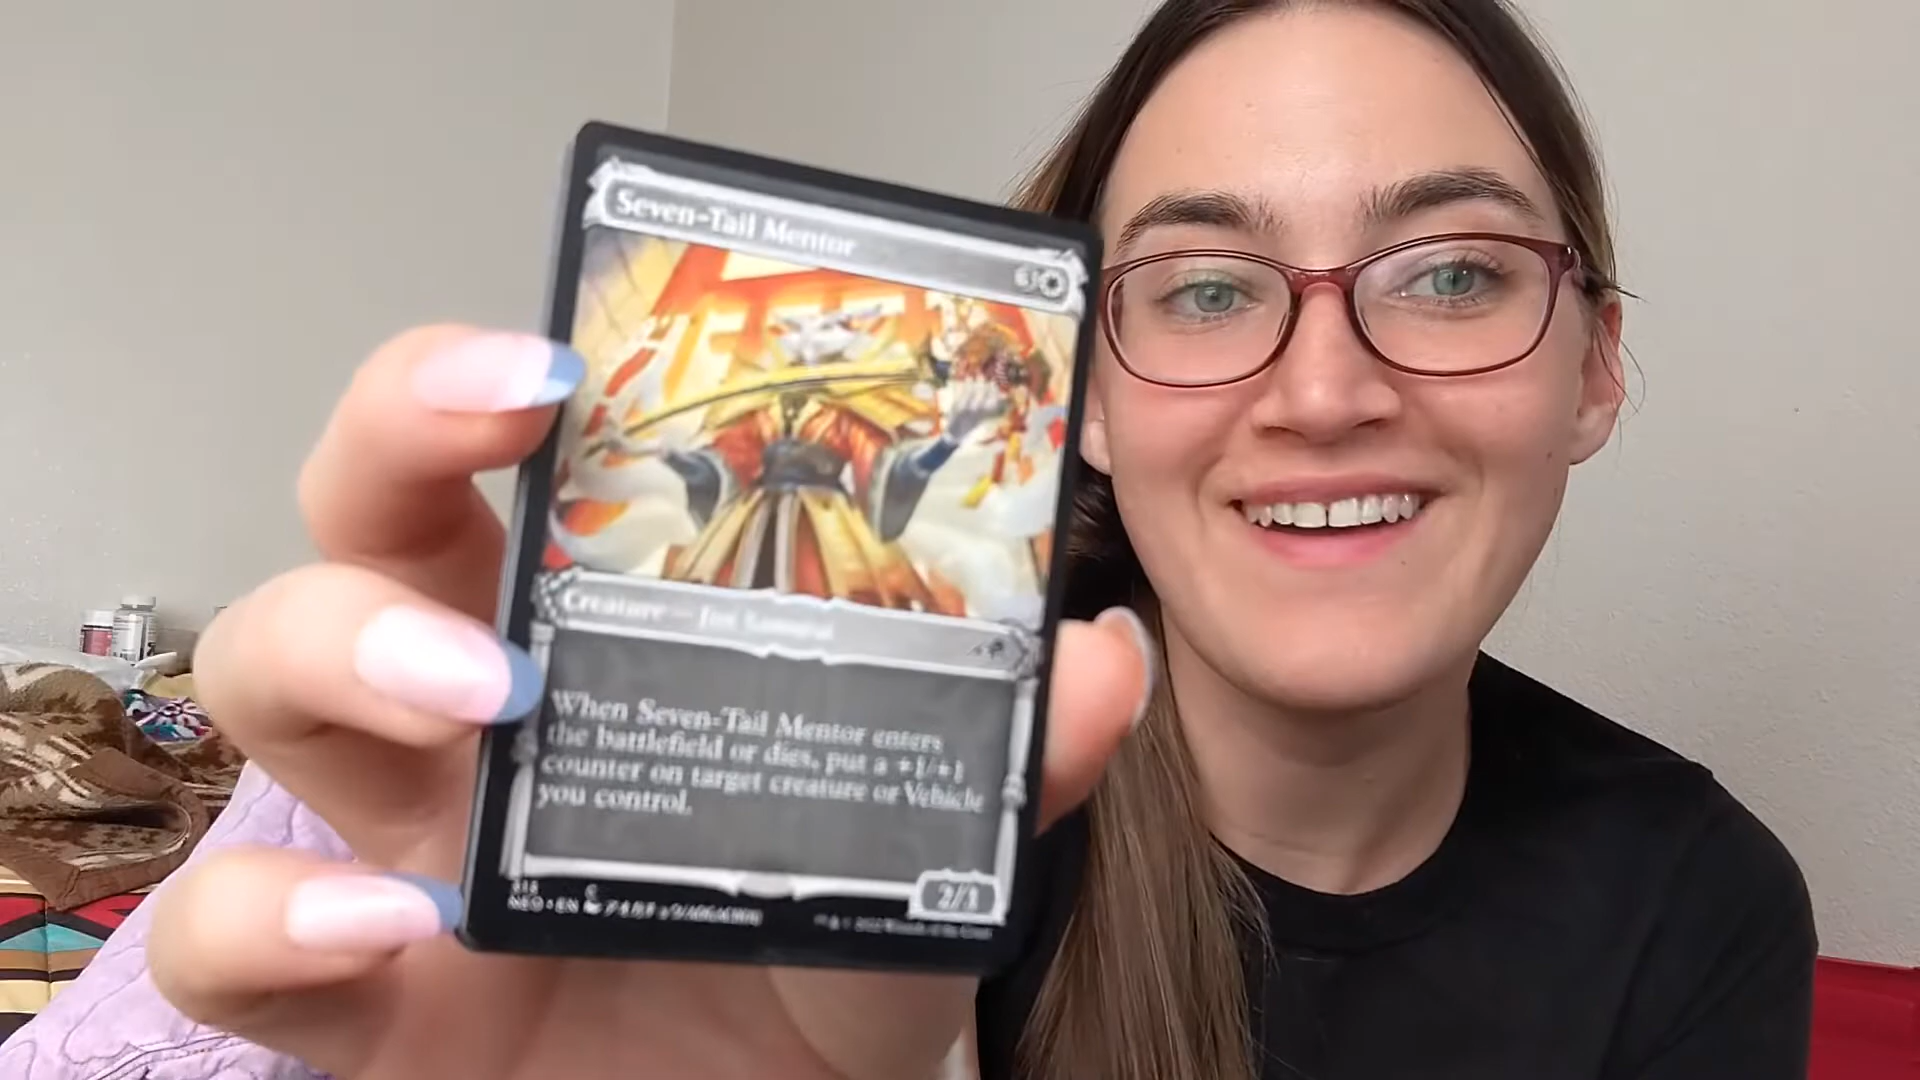 Seven-Tail Mentor
Creature — Fox Samurai
When Seven-Tail Mentor enters
the battlefield or dies, put a +1/+1
counter on target creature or Vehicle
you control.
2/1
C
NEO • EN